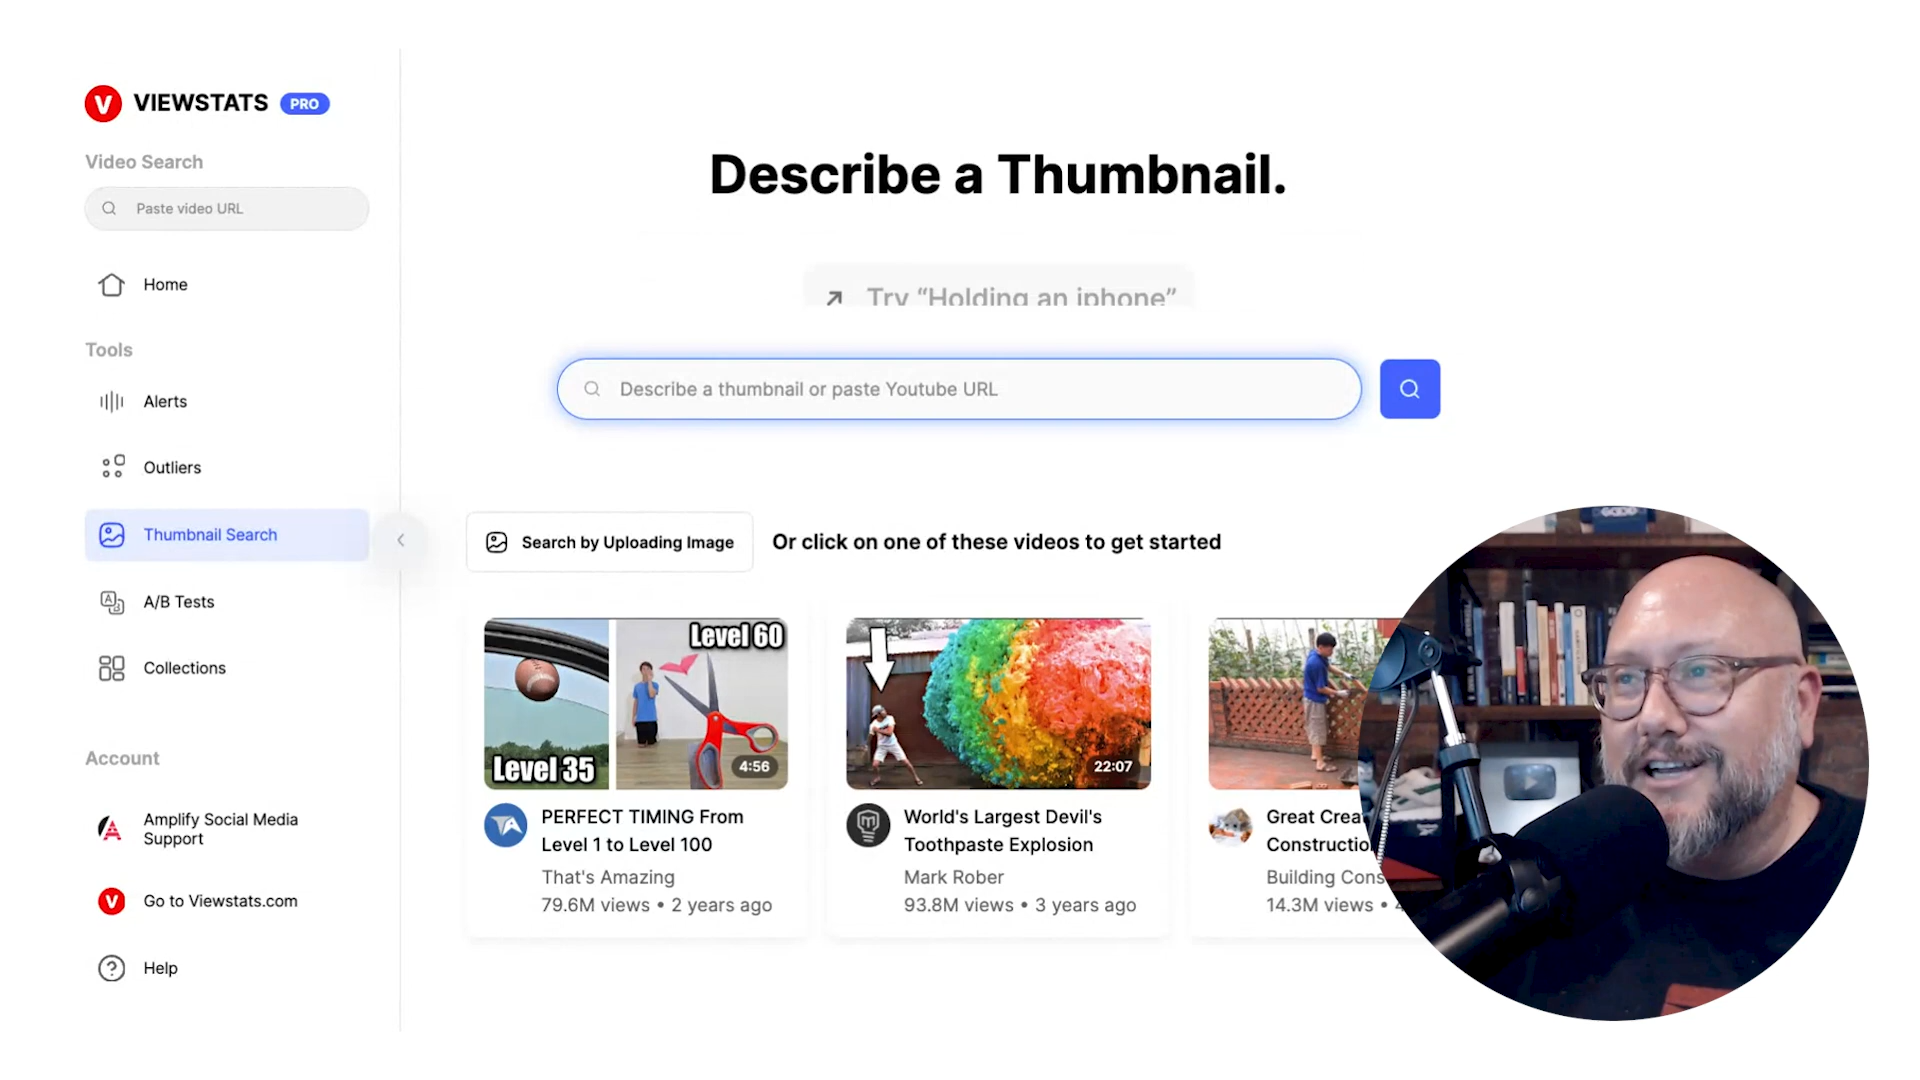 VIEWSTATS PRO
Video Search
Paste video URL
Home
Tools
Alerts
Outliers
Thumbnail Search
A/B Tests
Collections
Account
Amplify Social Media
Support
Go to Viewstats.com
Help
Describe a Thumbnail.
Try “Holding an iphone”
Describe a thumbnail or paste Youtube URL
Search by Uploading Image
Or click on one of these videos to get started
Level 60
Level 35
4:56
PERFECT TIMING From
Level 1 to Level 100
That's Amazing
79.6M views • 2 years ago
22:07
World's Largest Devil's
Toothpaste Explosion
Mark Rober
93.8M views • 3 years ago
Great Crea
Constructio
Building Cons
14.3M views •